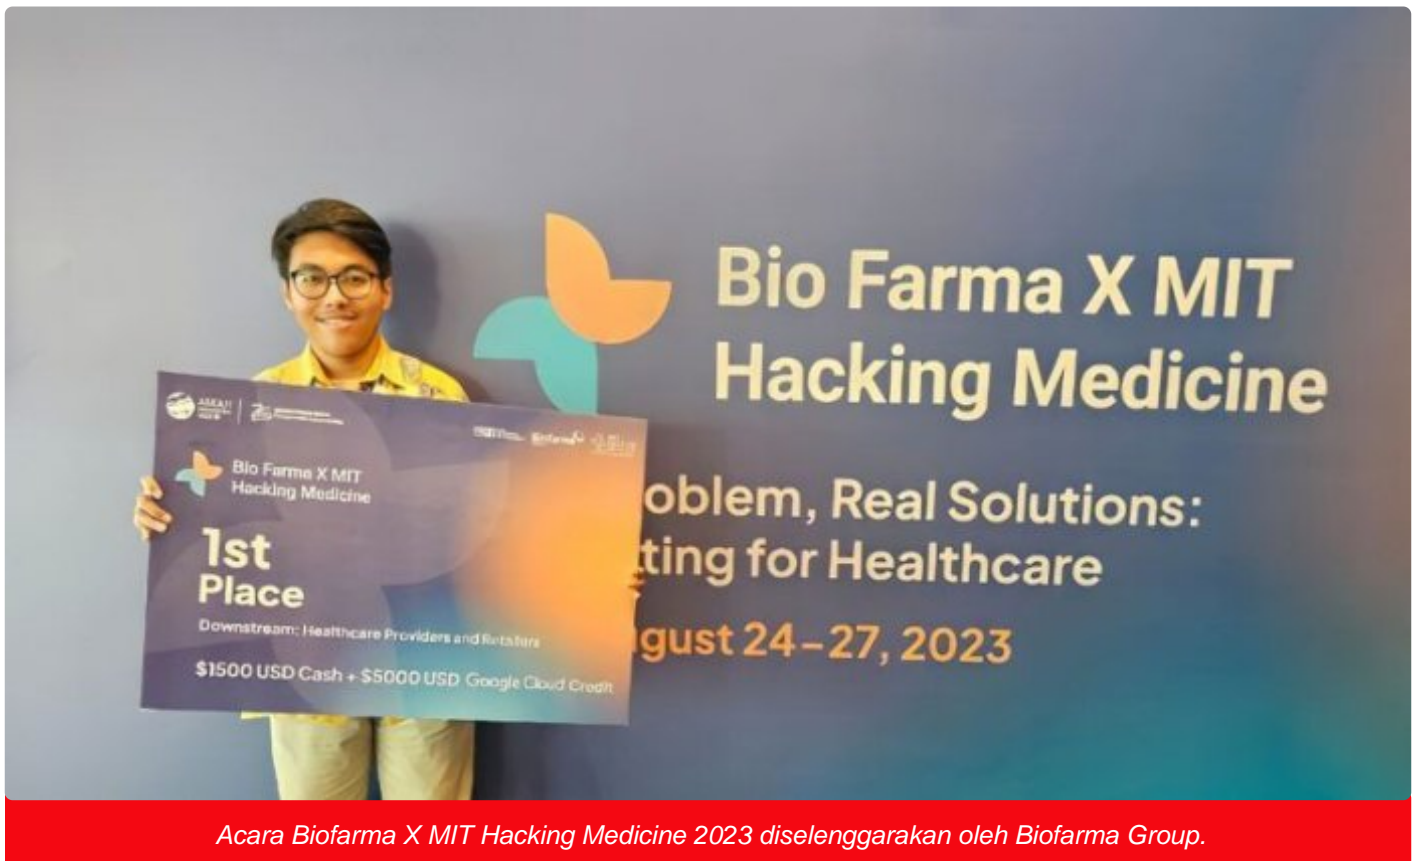 Bio Farma X MIT
Hacking Medicine
oblem, Real Solutions:
ting for Healthcare
gust 24–27, 2023
Biofarma
Bio Farma X MIT
Hacking Medicine
1st
Place
Downstream: Healthcare Providers and Retailers
$1500 USD Cash + $5000 USD Google Cloud Credit
Acara Biofarma X MIT Hacking Medicine 2023 diselenggarakan oleh Biofarma Group.